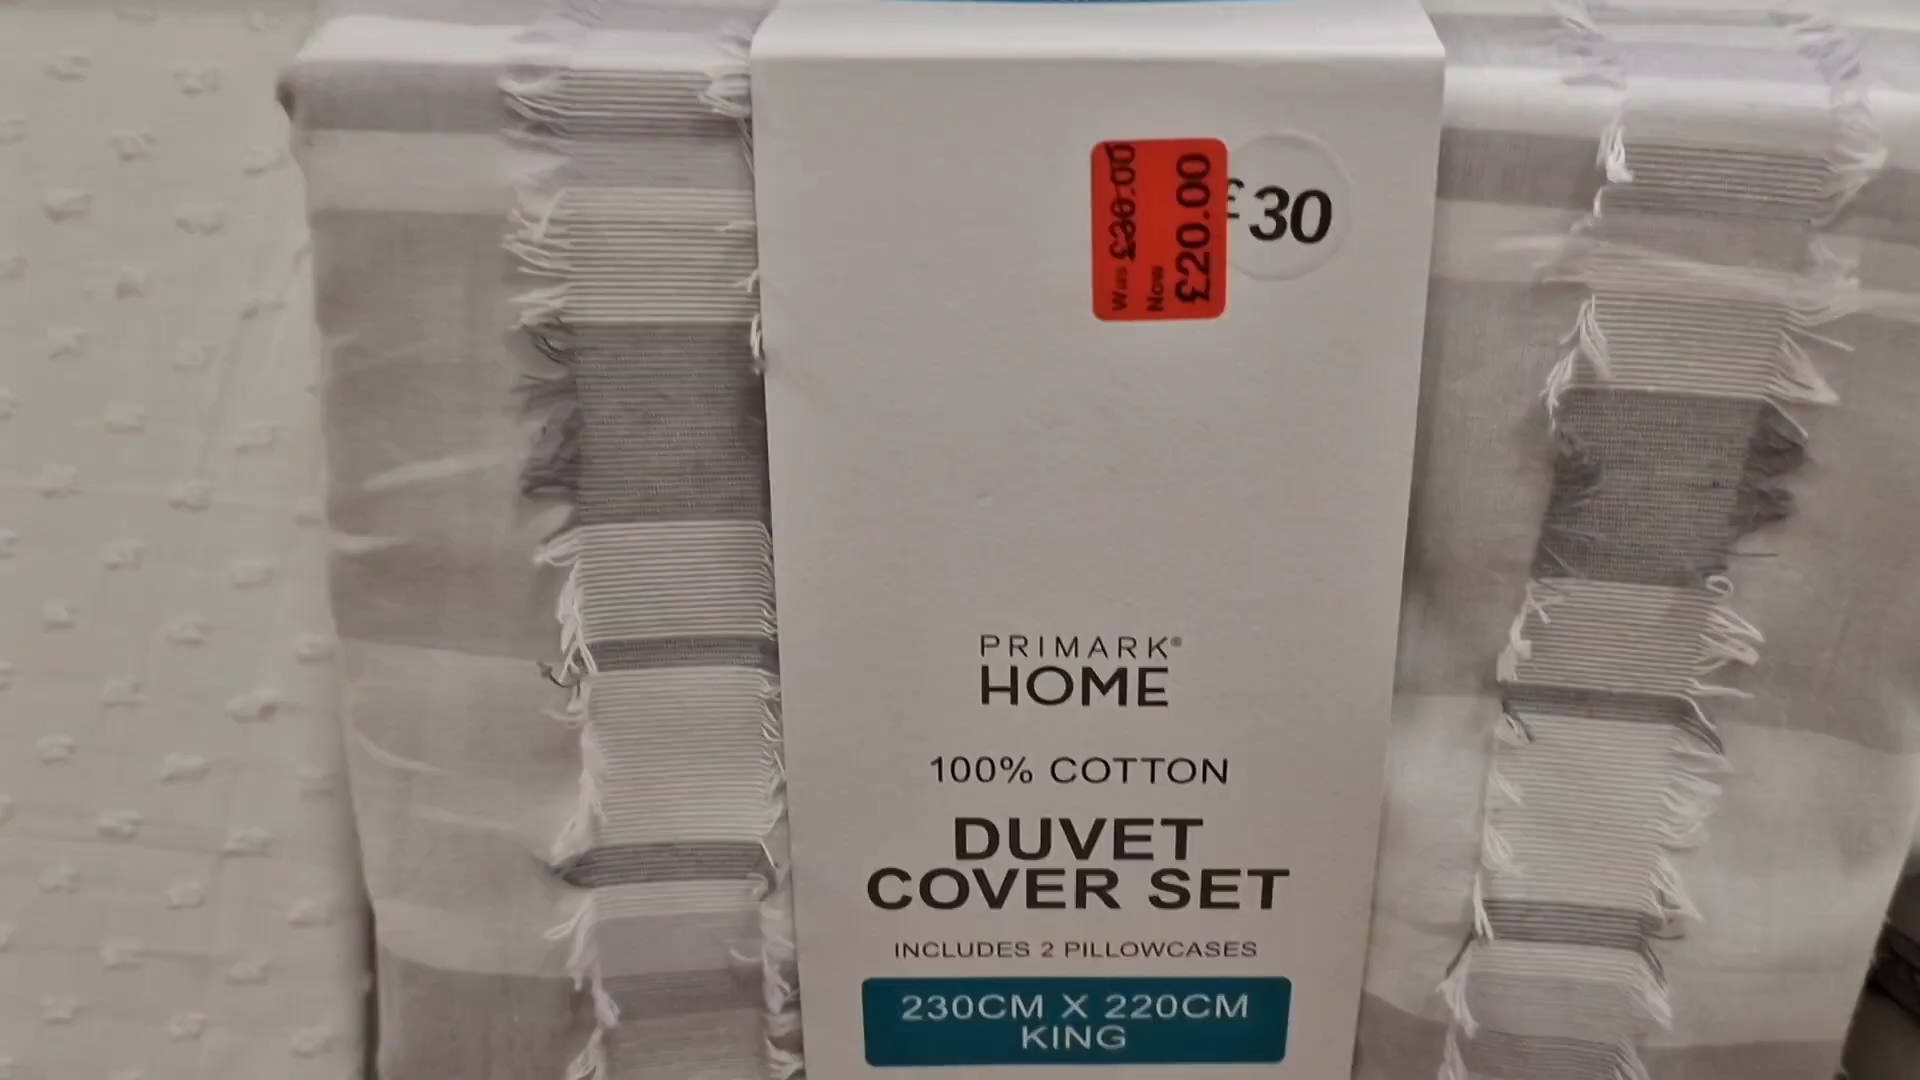 Was £30.00
Now £20.00
£30
PRIMARK®
HOME
100% COTTON
DUVET
COVER SET
INCLUDES 2 PILLOWCASES
230CM X 220CM
KING